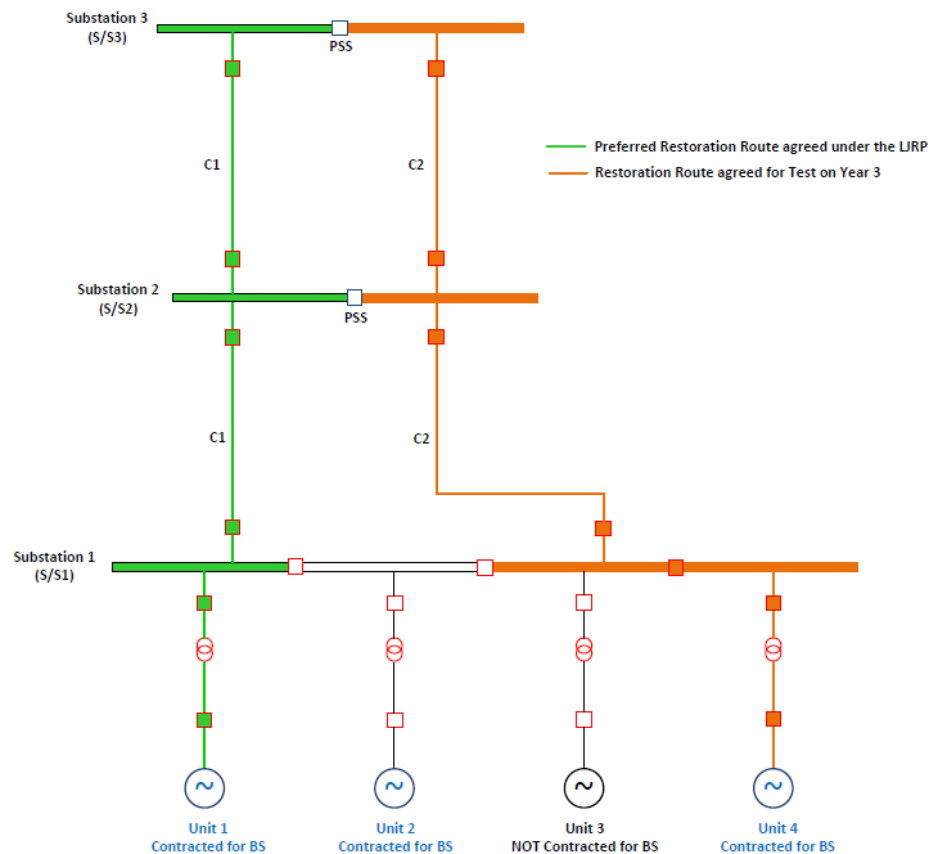 Substation 3
(S/S3)
PSS
C1
C2
Preferred Restoration Route agreed under the LJRP
Restoration Route agreed for Test on Year 3
Substation 2
(S/S2)
PSS
C1
C2
Substation 1
(S/S1)
~
~
~
~
Unit 1
Contracted for BS
Unit 2
Contracted for BS
Unit 3
NOT Contracted for BS
Unit 4
Contracted for BS